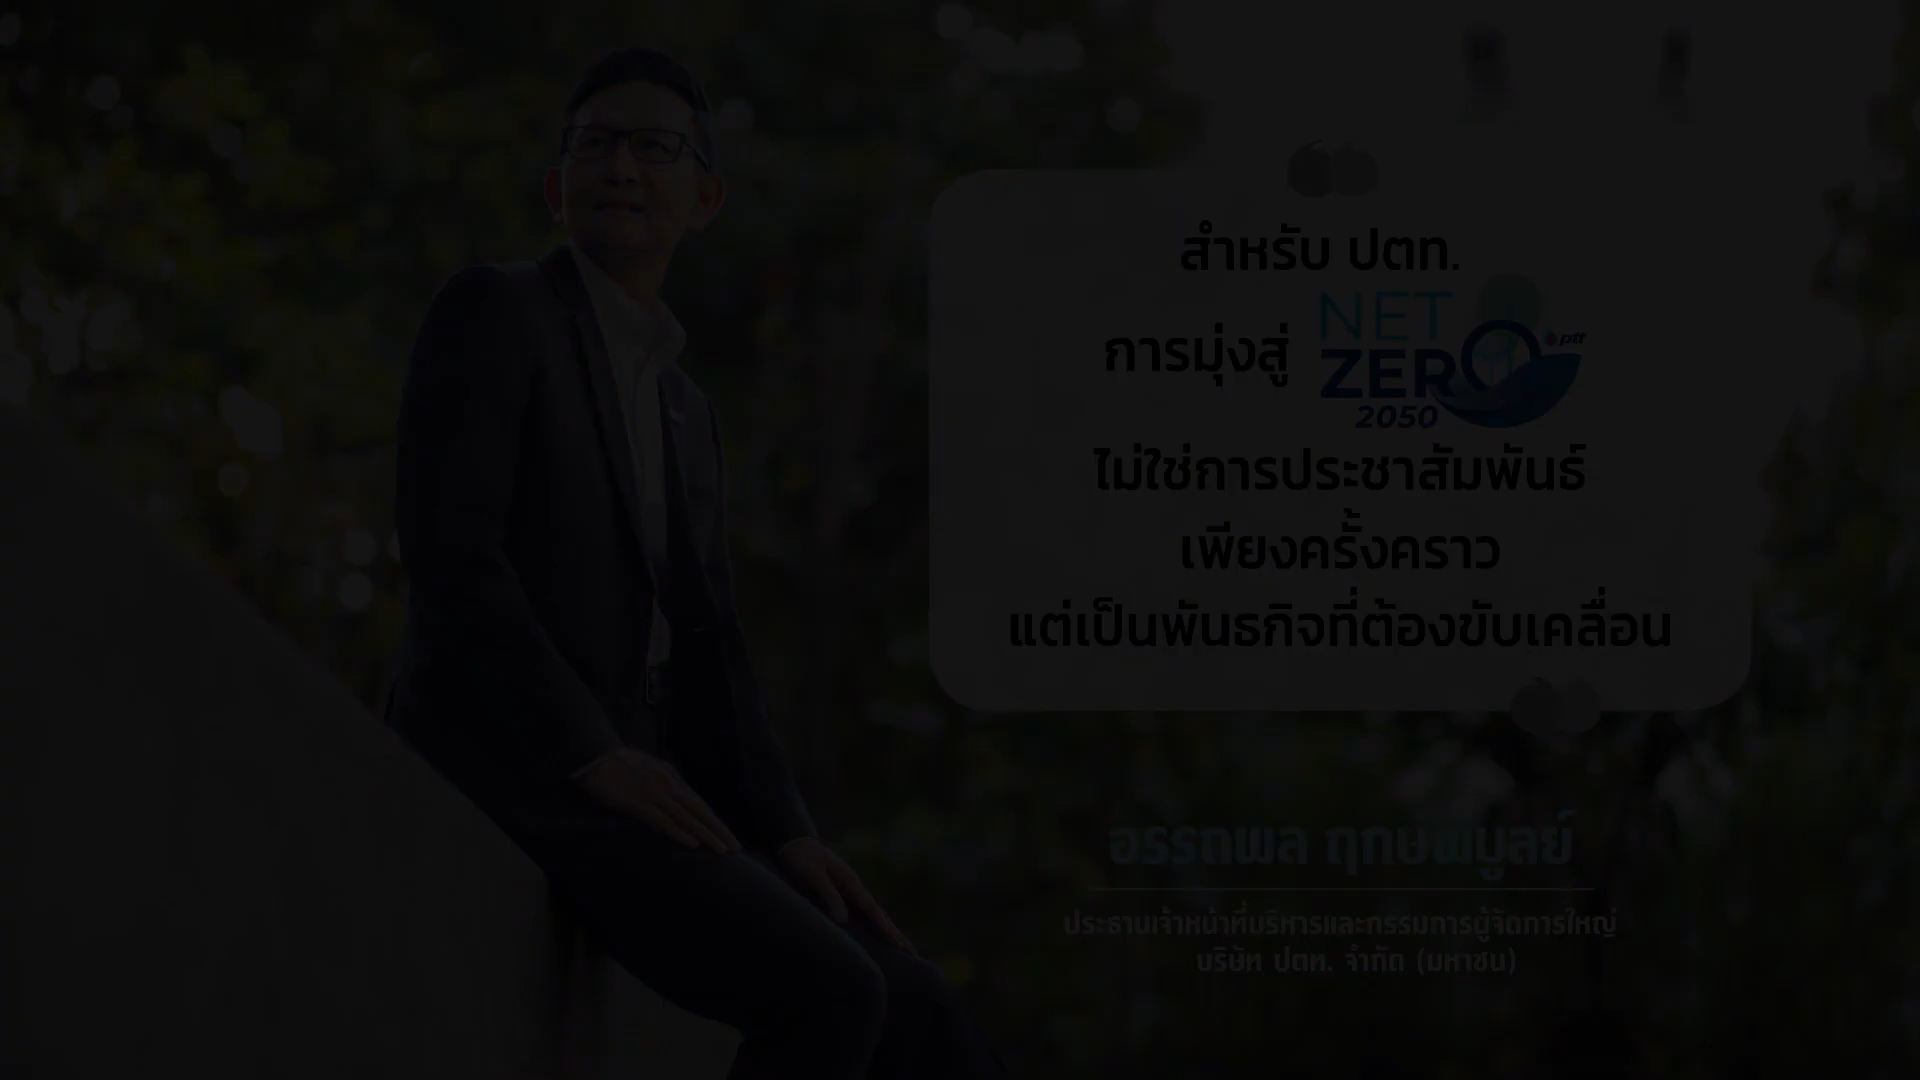 สำหรับ ปตท.
การมุ่งสู่ NET ZERO 2050 ptt
ไม่ใช่การประชาสัมพันธ์
เพียงครั้งคราว
แต่เป็นพันธกิจที่ต้องขับเคลื่อน
อรรถพล ฤกษ์พิบูลย์
ประธานเจ้าหน้าที่บริหารและกรรมการผู้จัดการใหญ่
บริษัท ปตท. จำกัด (มหาชน)